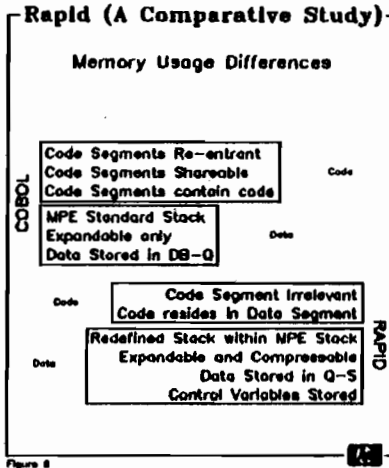 Rapid (A Comparative Study)
Memory Usage Differences
COBOL
Code Segments Re-entrant
Code Segments Shareable
Code Segments contain code
Code
MPE Standard Stack
Expandable only
Data Stored in DB-Q
Data
Code
Code Segment Irrelevant
Code resides in Data Segment
RAPID
Data
Redefined Stack within MPE Stack
Expandable and Compressable
Data Stored in Q-S
Control Variables Stored